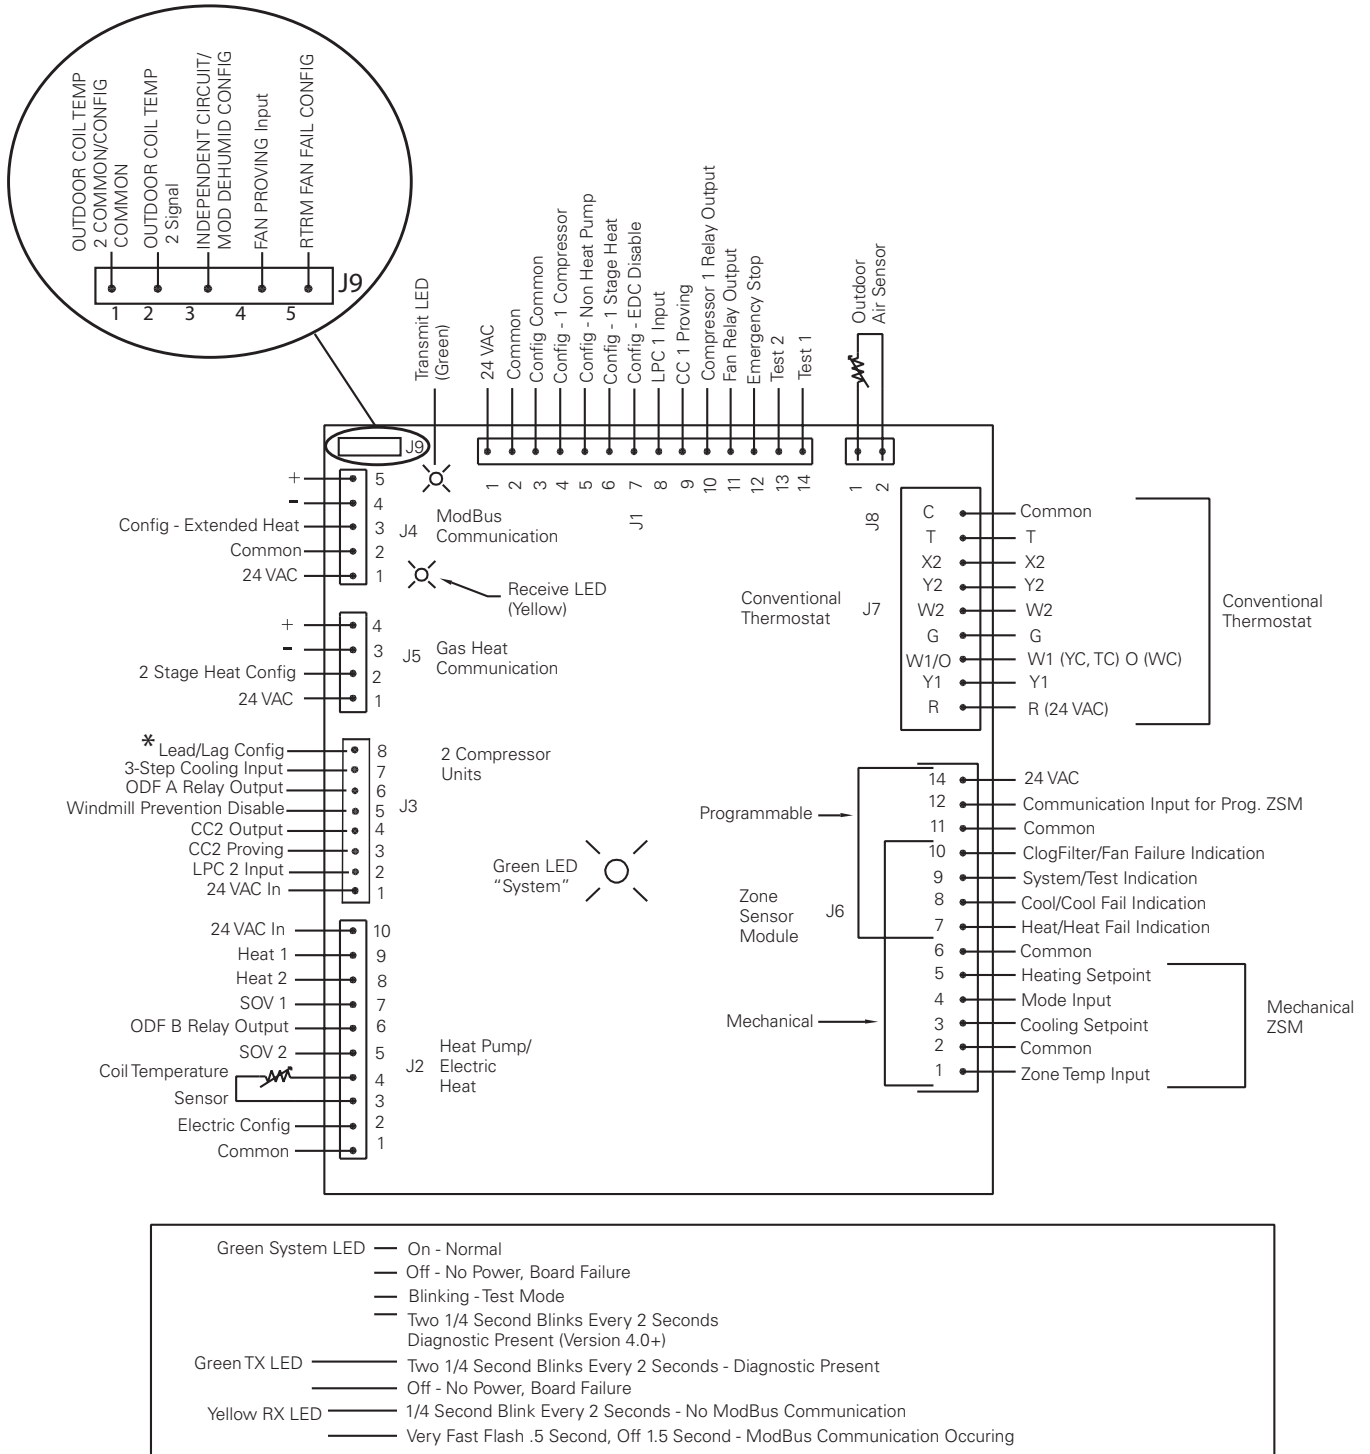 OUTDOOR COIL TEMP
2 COMMON/CONFIG
COMMON
OUTDOOR COIL TEMP
2 Signal
INDEPENDENT CIRCUIT/
MOD DEHUMID CONFIG
FAN PROVING Input
RTRM FAN FAIL CONFIG
J9
1 2 3 4 5
Transmit LED
(Green)
24 VAC
Common
Config Common
Config - 1 Compressor
Config - Non Heat Pump
Config - 1 Stage Heat
Config - EDC Disable
LPC 1 Input
CC 1 Proving
Compressor 1 Relay Output
Fan Relay Output
Emergency Stop
Test 2
Test 1
Outdoor
Air Sensor
J9
1 2 3 4 5 6 7 8 9 10 11 12 13 14
J1
1 2
J8
+ 5
- 4
Config - Extended Heat 3
Common 2
24 VAC 1
J4
ModBus
Communication
Receive LED
(Yellow)
+ 4
- 3
2 Stage Heat Config 2
24 VAC 1
J5
Gas Heat
Communication
* Lead/Lag Config 8
3-Step Cooling Input 7
ODF A Relay Output 6
Windmill Prevention Disable 5
CC2 Output 4
CC2 Proving 3
LPC 2 Input 2
24 VAC In 1
J3
2 Compressor
Units
Green LED
“System”
24 VAC In 10
Heat 1 9
Heat 2 8
SOV 1 7
ODF B Relay Output 6
SOV 2 5
Coil Temperature 4
Sensor 3
Electric Config 2
Common 1
J2
Heat Pump/
Electric
Heat
Conventional
Thermostat
J7
C Common
T T
X2 X2
Y2 Y2
W2 W2
G G
W1/O W1 (YC, TC) O (WC)
Y1 Y1
R R (24 VAC)
Conventional
Thermostat
Programmable
Zone
Sensor
Module
J6
Mechanical
14 24 VAC
12 Communication Input for Prog. ZSM
11 Common
10 ClogFilter/Fan Failure Indication
9 System/Test Indication
8 Cool/Cool Fail Indication
7 Heat/Heat Fail Indication
6 Common
5 Heating Setpoint
4 Mode Input
3 Cooling Setpoint
2 Common
1 Zone Temp Input
Mechanical
ZSM
Green System LED On - Normal
Off - No Power, Board Failure
Blinking - Test Mode
Two 1/4 Second Blinks Every 2 Seconds
Diagnostic Present (Version 4.0+)
Green TX LED Two 1/4 Second Blinks Every 2 Seconds - Diagnostic Present
Off - No Power, Board Failure
Yellow RX LED 1/4 Second Blink Every 2 Seconds - No ModBus Communication
Very Fast Flash .5 Second, Off 1.5 Second - ModBus Communication Occuring